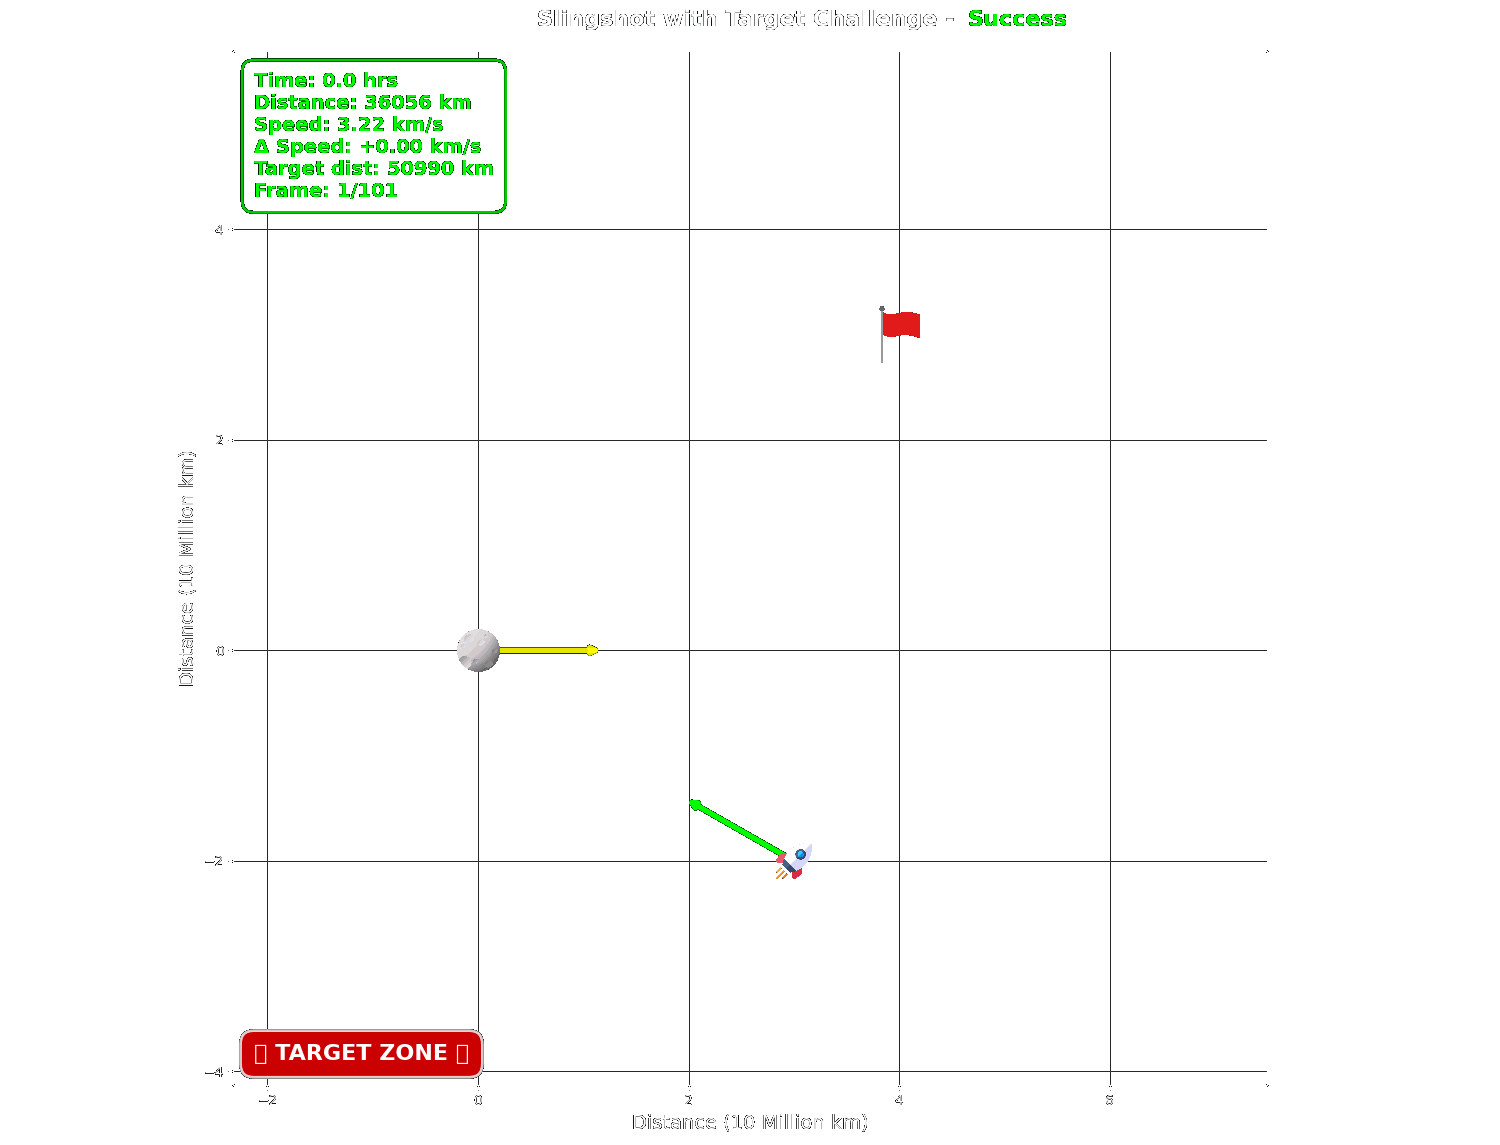 Slingshot with Target Challenge - Success
Time: 0.0 hrs
Distance: 36056 km
Speed: 3.22 km/s
Δ Speed: +0.00 km/s
Target dist: 50990 km
Frame: 1/101
4
2
0
−2
−4
Distance (10 Million km)
TARGET ZONE
−2
0
2
4
6
Distance (10 Million km)